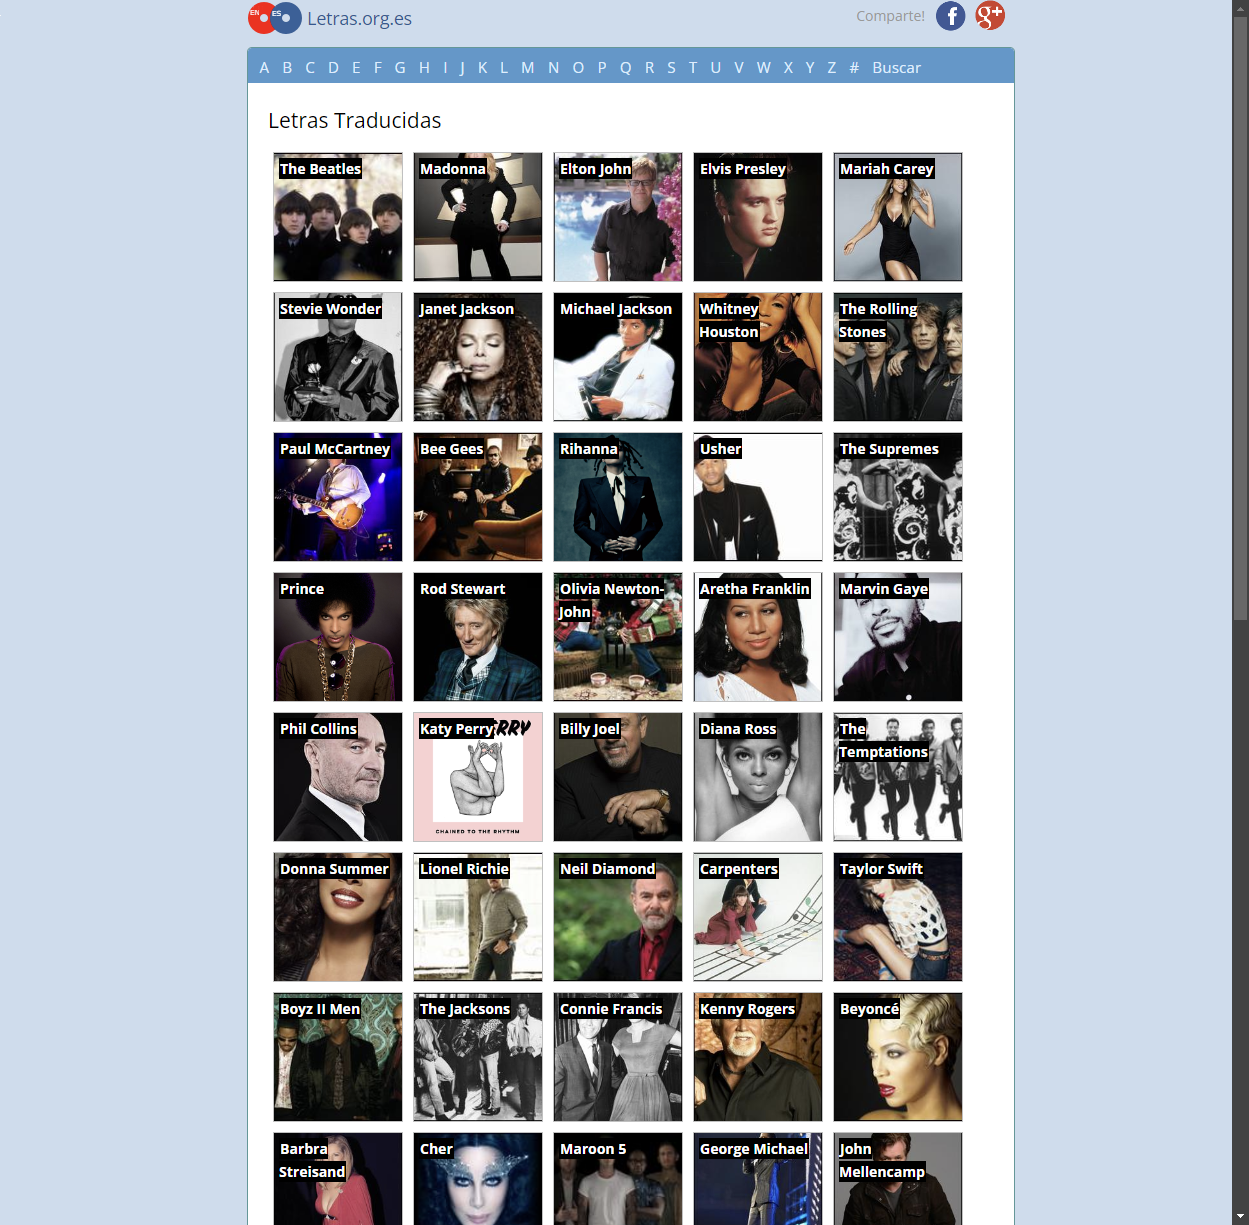 EN ES Letras.org.es
Comparte!
A B C D E F G H I J K L M N O P Q R S T U V W X Y Z # Buscar
Letras Traducidas
The Beatles
Madonna
Elton John
Elvis Presley
Mariah Carey
Stevie Wonder
Janet Jackson
Michael Jackson
Whitney
Houston
The Rolling
Stones
Paul McCartney
Bee Gees
Rihanna
Usher
The Supremes
Prince
Rod Stewart
Olivia Newton-
John
Aretha Franklin
Marvin Gaye
Phil Collins
Katy Perry
CHAINED TO THE RHYTHM
Billy Joel
Diana Ross
The
Temptations
Donna Summer
Lionel Richie
Neil Diamond
Carpenters
Taylor Swift
Boyz II Men
The Jacksons
Connie Francis
Kenny Rogers
Beyoncé
Barbra
Streisand
Cher
Maroon 5
George Michael
John
Mellencamp